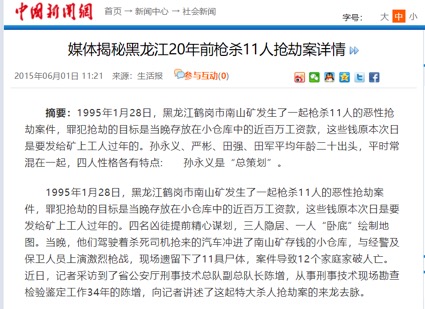 中国新闻网 首页 → 新闻中心 → 社会新闻
字号： 大 中 小
媒体揭秘黑龙江20年前枪杀11人抢劫案详情
2015年06月01日 11:21 来源：生活报 参与互动(0)
摘要：1995年1月28日，黑龙江鹤岗市南山矿发生了一起枪杀11人的恶性抢
劫案件，罪犯抢劫的目标是当晚存放在小仓库中的近百万工资款，这些钱原本次日
是要发给矿上工人过年的。孙永义、严彬、田强、田军平均年龄二十出头，平时常
混在一起，四人性格各有特点： 孙永义是“总策划”。
1995年1月28日，黑龙江鹤岗市南山矿发生了一起枪杀11人的恶性抢劫案
件，罪犯抢劫的目标是当晚存放在小仓库中的近百万工资款，这些钱原本次日是要
发给矿上工人过年的。四名凶徒提前精心谋划，三人隐居、一人“卧底”绘制地
图。当晚，他们驾驶着杀死司机抢来的汽车冲进了南山矿存钱的小仓库，与经警及
保卫人员上演激烈枪战，现场遗留下了11具尸体，案件导致12个家庭家破人亡。
近日，记者采访到了省公安厅刑事技术总队副总队长陈增，从事刑事技术现场勘查
检验鉴定工作34年的陈增，向记者讲述了这起特大杀人抢劫案的来龙去脉。